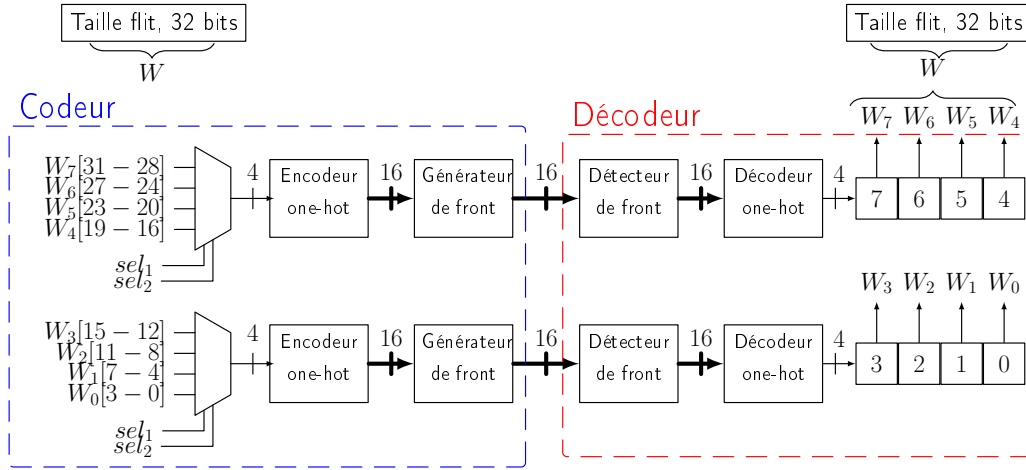 Taille flit, 32 bits
W
Taille flit, 32 bits
W
Codeur
Décodeur
W7 W6 W5 W4
W7[31 − 28]
W6[27 − 24]
W5[23 − 20]
W4[19 − 16]
sel1
sel2
4
Encodeur
one-hot
16
Générateur
de front
16
Détecteur
de front
16
Décodeur
one-hot
4
7 6 5 4
W3 W2 W1 W0
W3[15 − 12]
W2[11 − 8]
W1[7 − 4]
W0[3 − 0]
sel1
sel2
4
Encodeur
one-hot
16
Générateur
de front
16
Détecteur
de front
16
Décodeur
one-hot
4
3 2 1 0